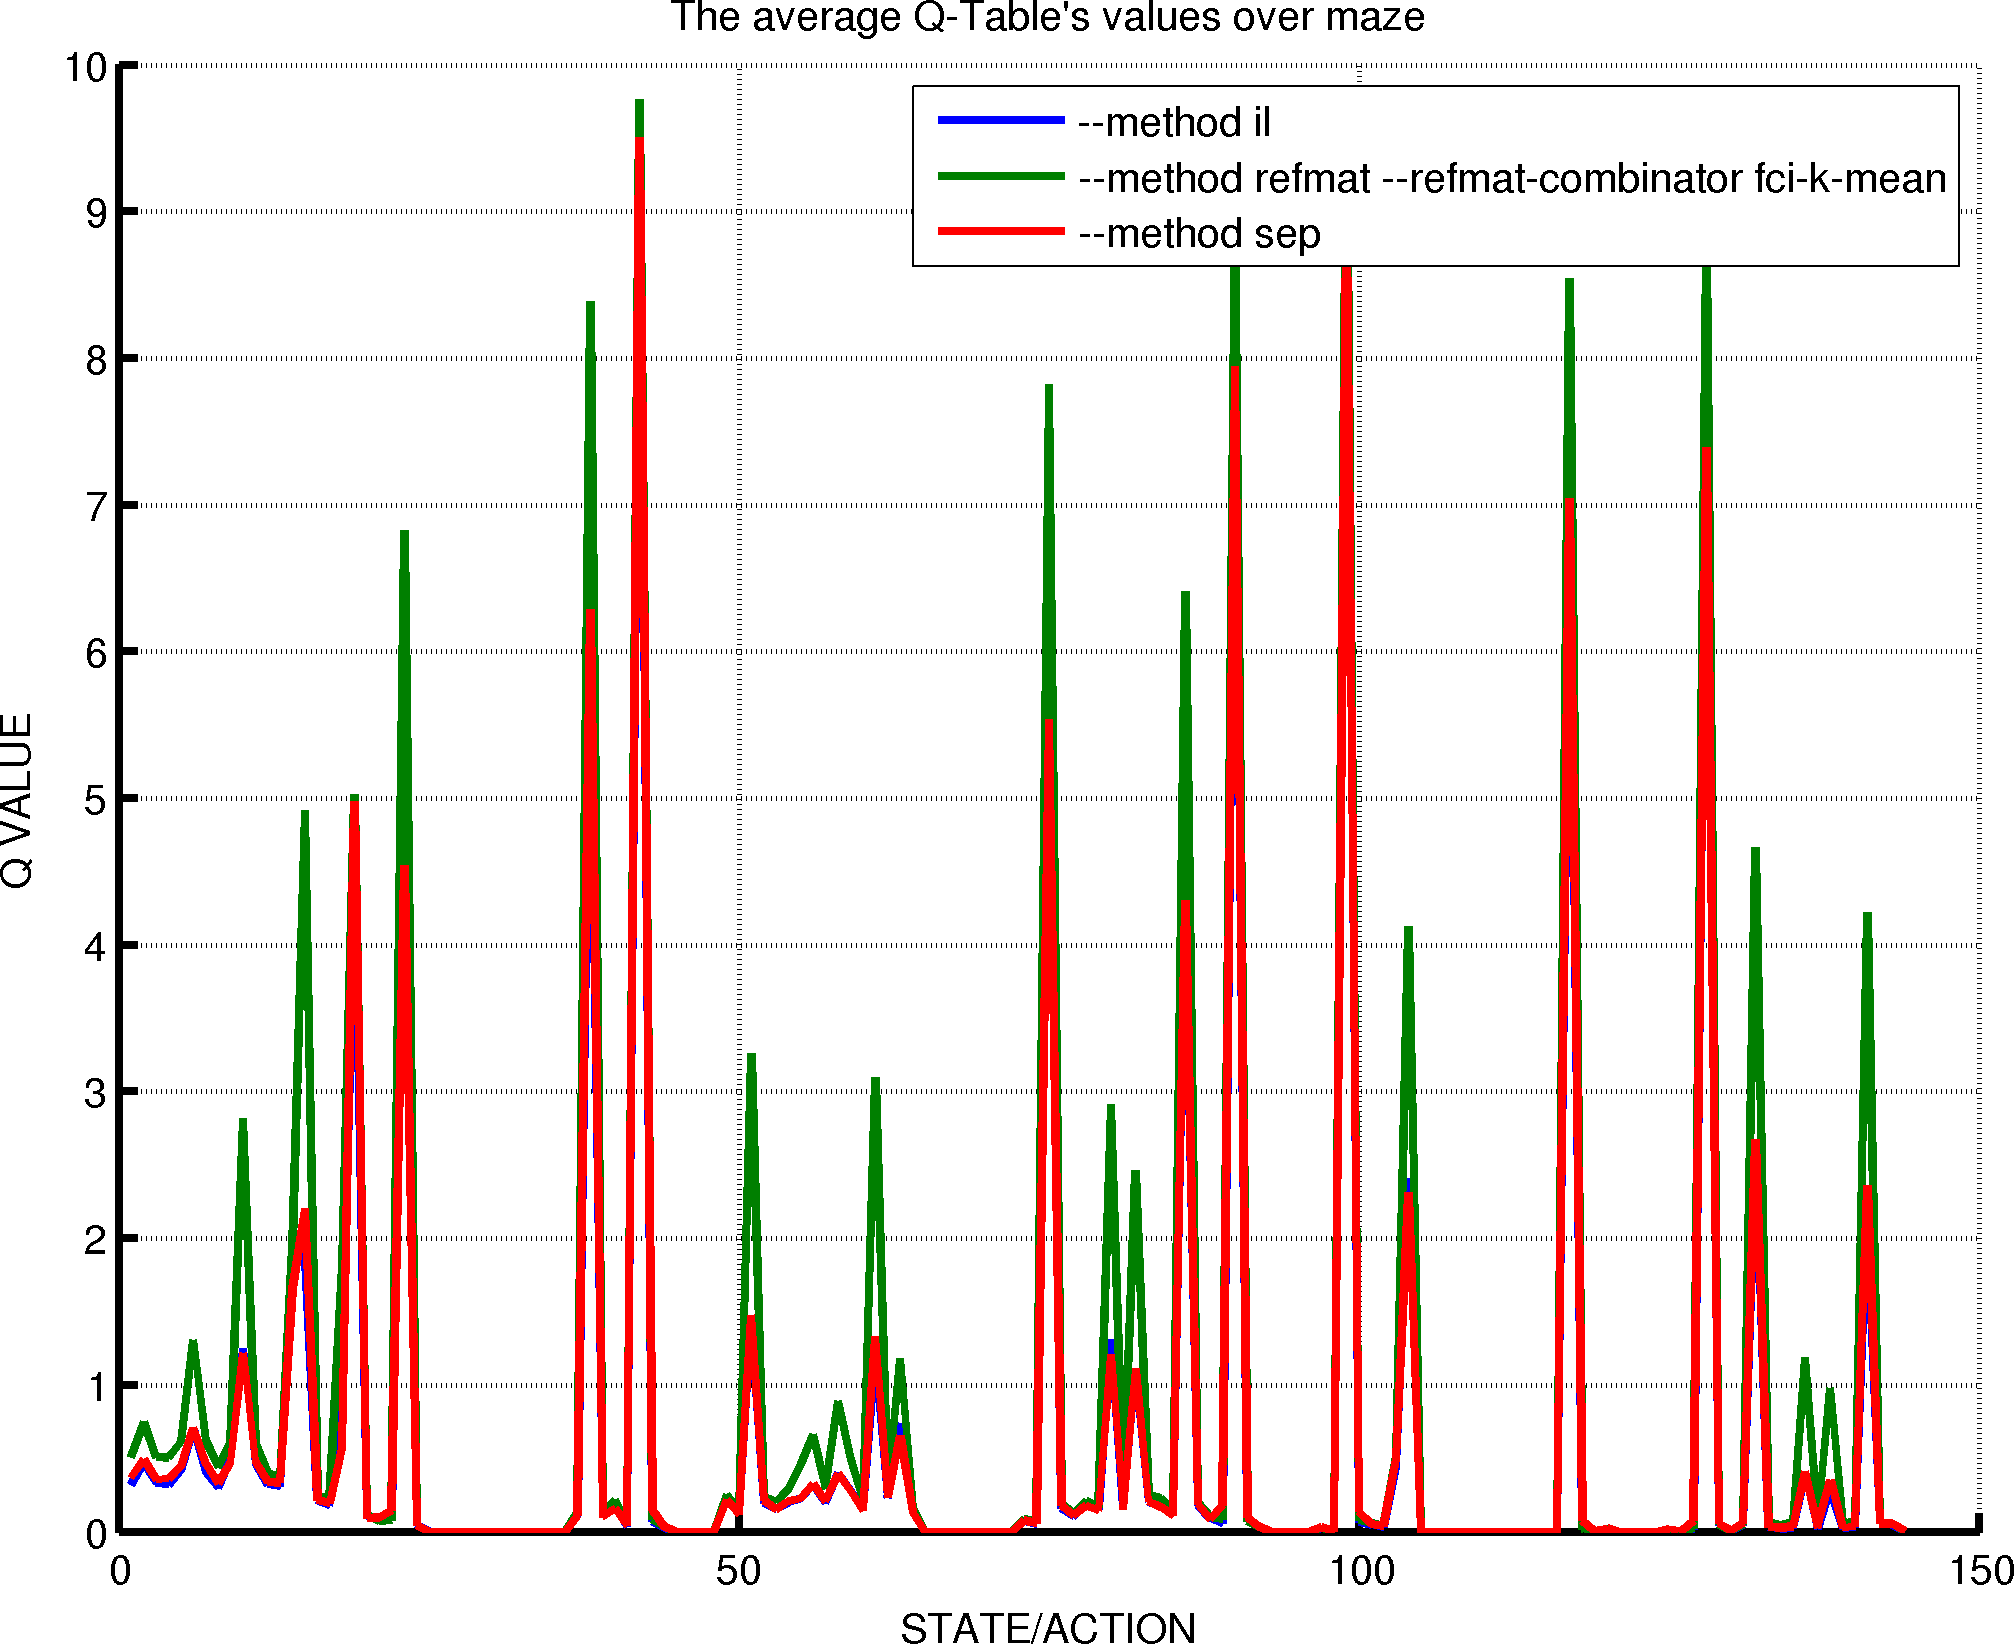 The average Q-Table's values over maze
10
9
8
7
6
5
4
3
2
1
0
--method il
--method refmat --refmat-combinator fci-k-mean
--method sep
Q VALUE
0 50 100 150
STATE/ACTION